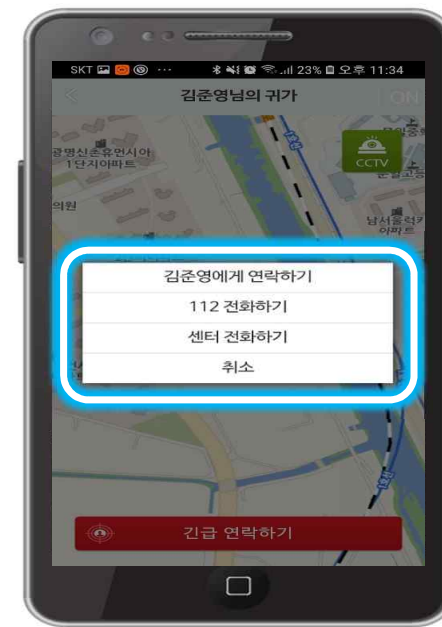 SKT ··· 23% 오후 11:34
김준영님의 귀가
ON
광명신촌휴먼시아
1단지아파트
CCTV
의원
남서울럭키
아파트
김준영에게 연락하기
112 전화하기
센터 전화하기
취소
긴급 연락하기